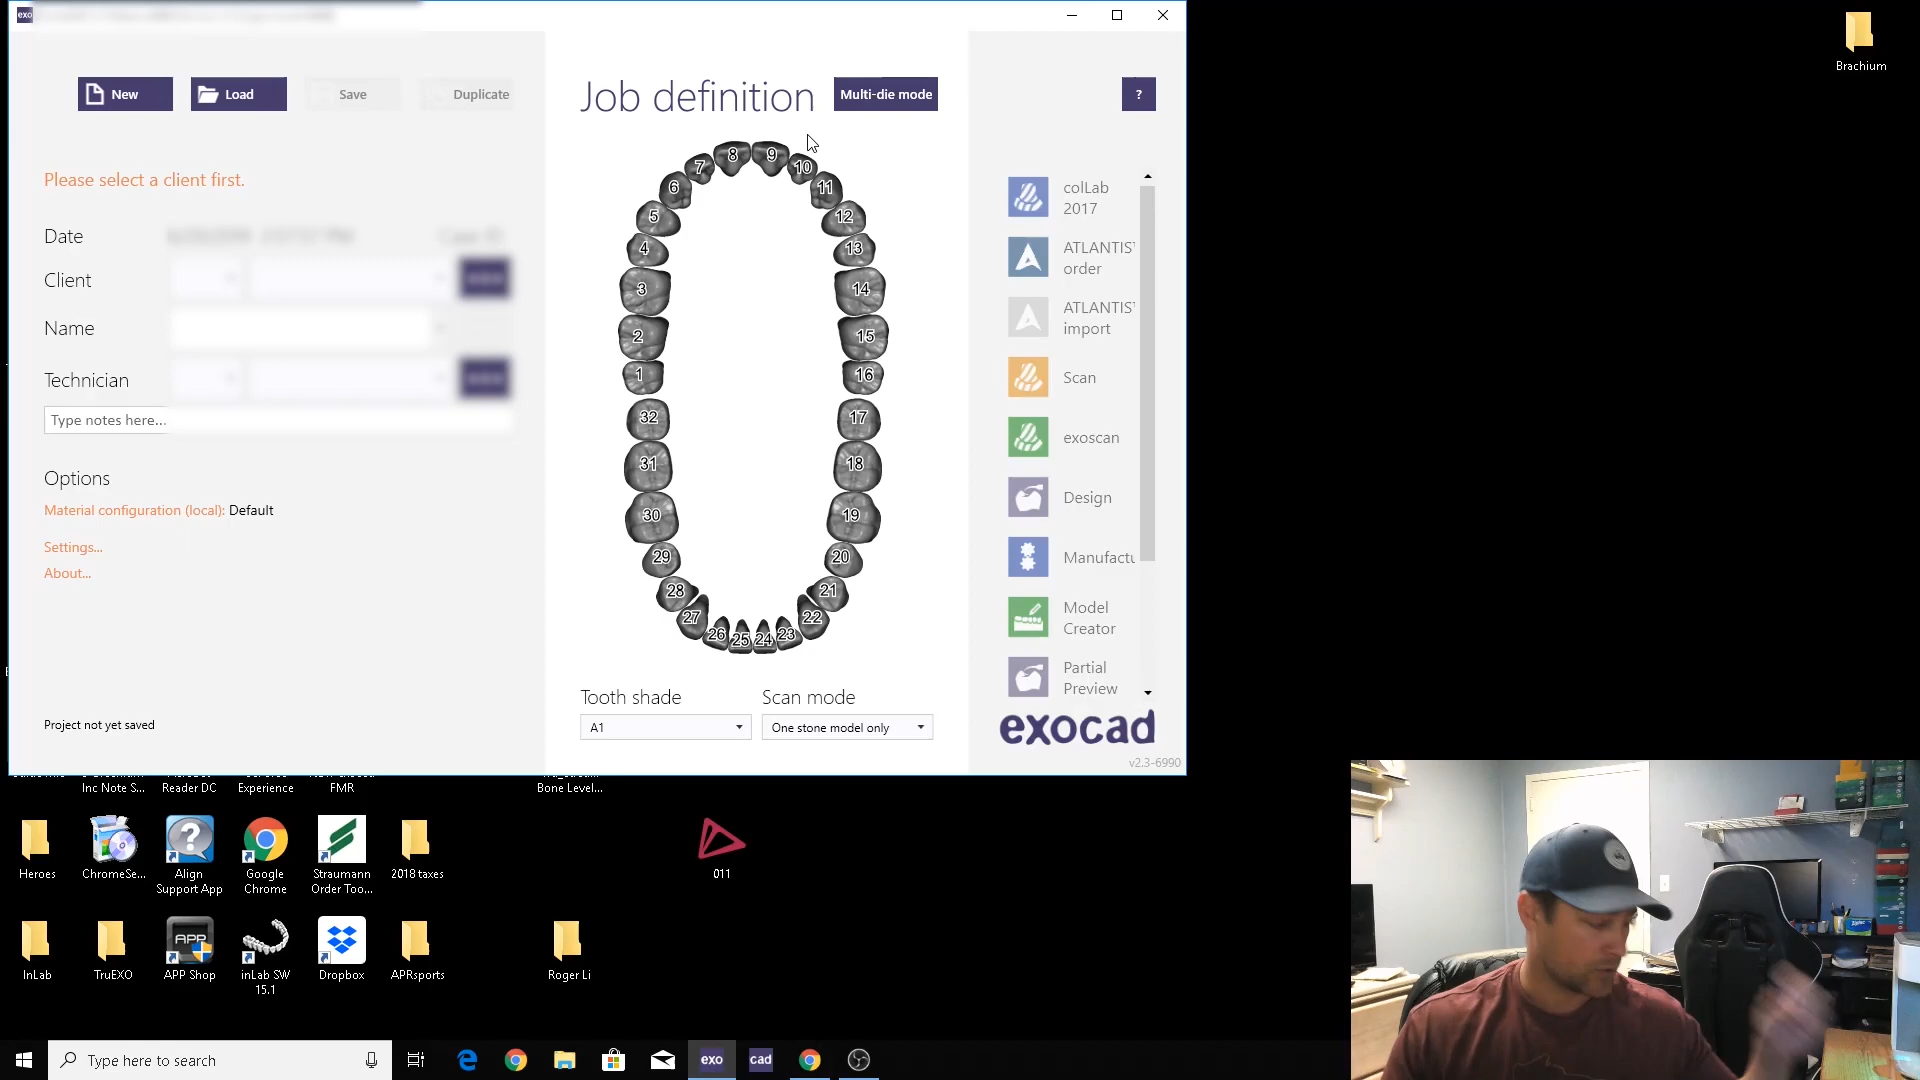 exo
New
Load
Save
Duplicate
Job definition
Multi-die mode
?
Please select a client first.
Date
Client
Name
Technician
Type notes here...
Options
Material configuration (local): Default
Settings...
About...
Project not yet saved
8
9
7
10
6
11
5
12
4
13
3
14
2
15
1
16
32
17
31
18
30
19
29
20
28
21
27
22
26
25
24
23
Tooth shade
Scan mode
A1
One stone model only
colLab
2017
ATLANTIS
order
ATLANTIS
import
Scan
exoscan
Design
Manufactu
Model
Creator
Partial
Preview
exocad
v2.3-6990
Brachium
Inc Note S...
Reader DC
Experience
FMR
Bone Level...
Heroes
ChromeSe...
Align
Support App
Google
Chrome
Straumann
Order Too...
2018 taxes
011
InLab
TruEXO
APP
APP Shop
inLab SW
15.1
Dropbox
APRsports
Roger Li
Type here to search
exo
cad